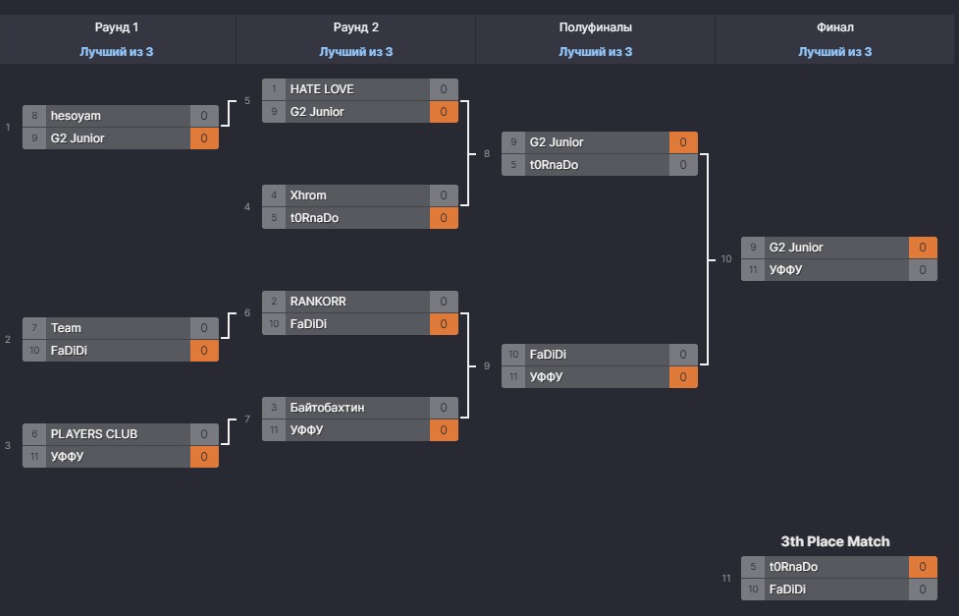 Раунд 1
Лучший из 3
Раунд 2
Лучший из 3
Полуфиналы
Лучший из 3
Финал
Лучший из 3
1
8 hesoyam 0
9 G2 Junior 0
2
7 Team 0
10 FaDiDi 0
3
6 PLAYERS CLUB 0
11 УФФУ 0
5
1 HATE LOVE 0
9 G2 Junior 0
4
4 Xhrom 0
5 t0RnaDo 0
6
2 RANKORR 0
10 FaDiDi 0
7
3 Байтобахтин 0
11 УФФУ 0
8
9 G2 Junior 0
5 t0RnaDo 0
9
10 FaDiDi 0
11 УФФУ 0
10
9 G2 Junior 0
11 УФФУ 0
3th Place Match
11
5 t0RnaDo 0
10 FaDiDi 0